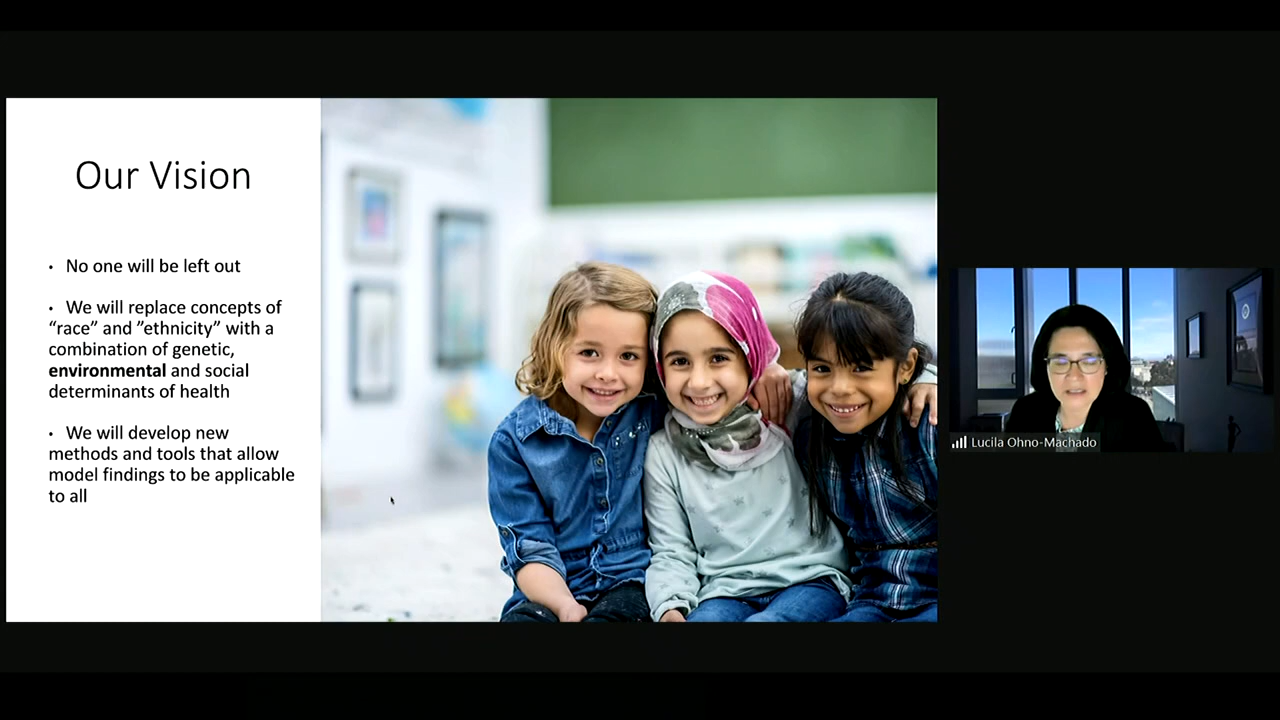 Our Vision
• No one will be left out
• We will replace concepts of
“race” and ”ethnicity” with a
combination of genetic,
environmental and social
determinants of health
• We will develop new
methods and tools that allow
model findings to be applicable
to all
Lucila Ohno-Machado